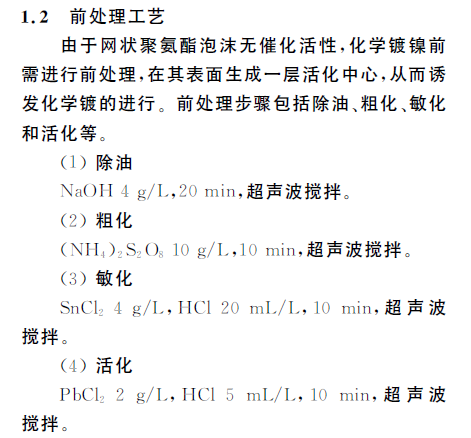 1.2 前处理工艺
由于网状聚氨酯泡沫无催化活性,化学镀镍前
需进行前处理,在其表面生成一层活化中心,从而诱
发化学镀的进行。前处理步骤包括除油、粗化、敏化
和活化等。
(1) 除油
NaOH 4 g/L,20 min,超声波搅拌。
(2) 粗化
(NH₄)₂S₂O₈ 10 g/L,10 min,超声波搅拌。
(3) 敏化
SnCl₂ 4 g/L, HCl 20 mL/L, 10 min, 超声波
搅拌。
(4) 活化
PbCl₂ 2 g/L, HCl 5 mL/L, 10 min, 超声波
搅拌。